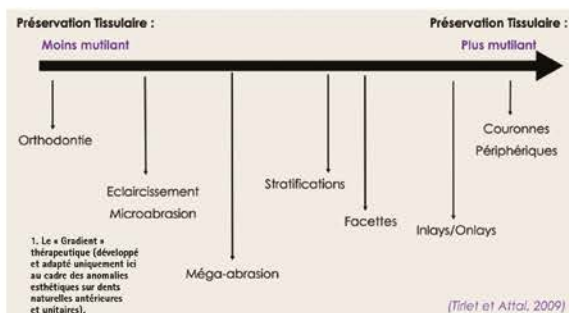 Préservation Tissulaire :
Moins mutilant
Préservation Tissulaire :
Plus mutilant
Orthodontie
Eclaircissement
Microabrasion
Méga-abrasion
Stratifications
Facettes
Inlays/Onlays
Couronnes
Périphériques
1. Le « Gradient »
thérapeutique (développé
et adapté uniquement ici
au cadre des anomalies
esthétiques sur dents
naturelles antérieures
et unitaires).
(Tirlet et Attal, 2009)